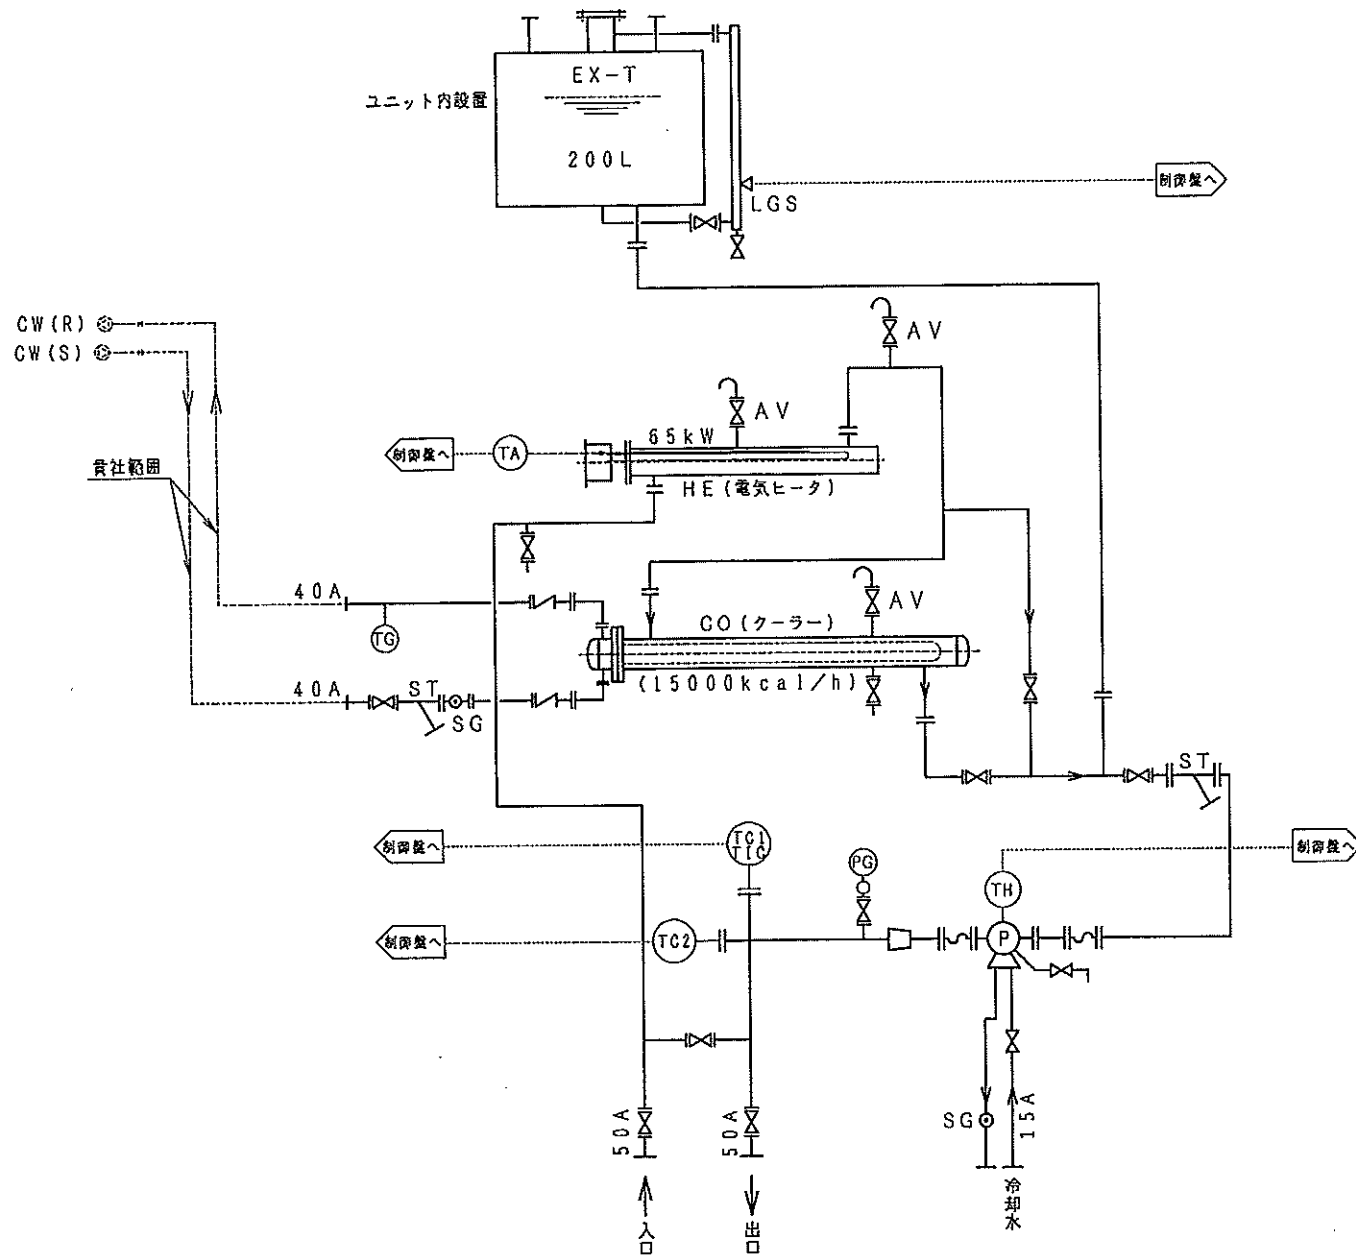 EX-T
ユニット内設置
200L
制御盤へ
LGS
CW(R)
CW(S)
AV
AV
65kW
制御盤へ
TA
貴社範囲
HE(電気ヒータ)
40A
AV
TG
CO(クーラー)
40A
ST
(15000kcal/h)
SG
ST
制御盤へ
TC1
TIC
PG
制御盤へ
TH
制御盤へ
TC2
P
50A
50A
SG
15A
入口
出口
冷却水